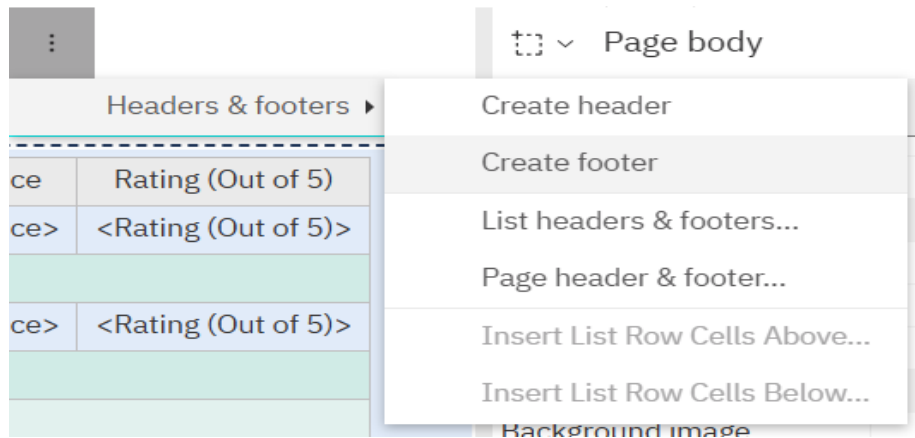 Page body
Headers & footers
Create header
Create footer
ce Rating (Out of 5)
ce> <Rating (Out of 5)>
List headers & footers...
Page header & footer...
ce> <Rating (Out of 5)>
Insert List Row Cells Above...
Insert List Row Cells Below...
Background image